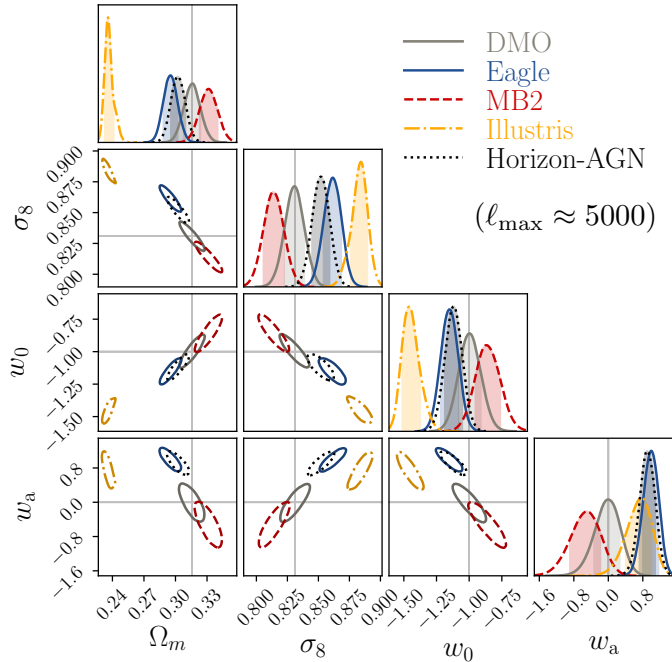 DMO
Eagle
MB2
Illustris
Horizon-AGN
(ℓmax ≈ 5000)
σ8
0.900
0.875
0.850
0.825
0.800
w0
−0.75
−1.00
−1.25
−1.50
wa
0.8
0.0
−0.8
−1.6
0.24 0.27 0.30 0.33
0.800 0.825 0.850 0.875 0.900
−1.50 −1.25 −1.00 −0.75
−1.6 −0.8 0.0 0.8
Ωm σ8 w0 wa